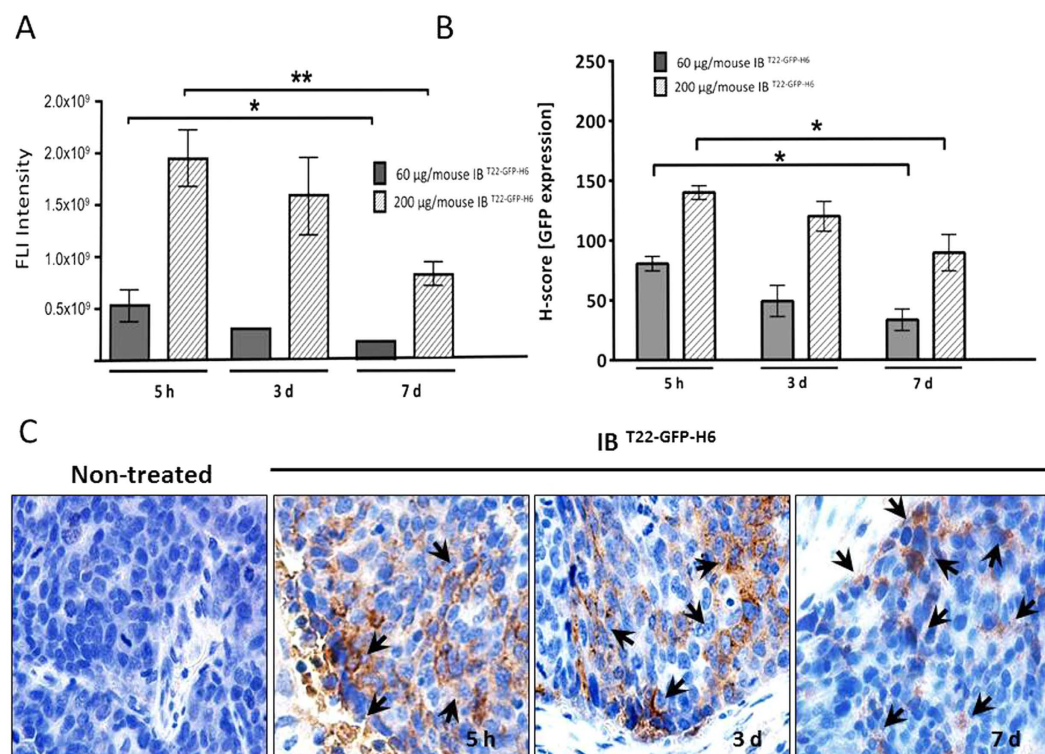 A
**
*
2.0x10⁹
2.0x10⁹
1.5x10⁹
1.0x10⁹
0.5x10⁹
FLI Intensity
60 µg/mouse IB T22-GFP-H6
200 µg/mouse IB T22-GFP-H6
5 h
3 d
7 d
B
60 µg/mouse IB T22-GFP-H6
200 µg/mouse IB T22-GFP-H6
*
*
250
200
150
100
50
0
H-score [GFP expression]
5 h
3 d
7 d
C
IB T22-GFP-H6
Non-treated
5 h
3 d
7 d